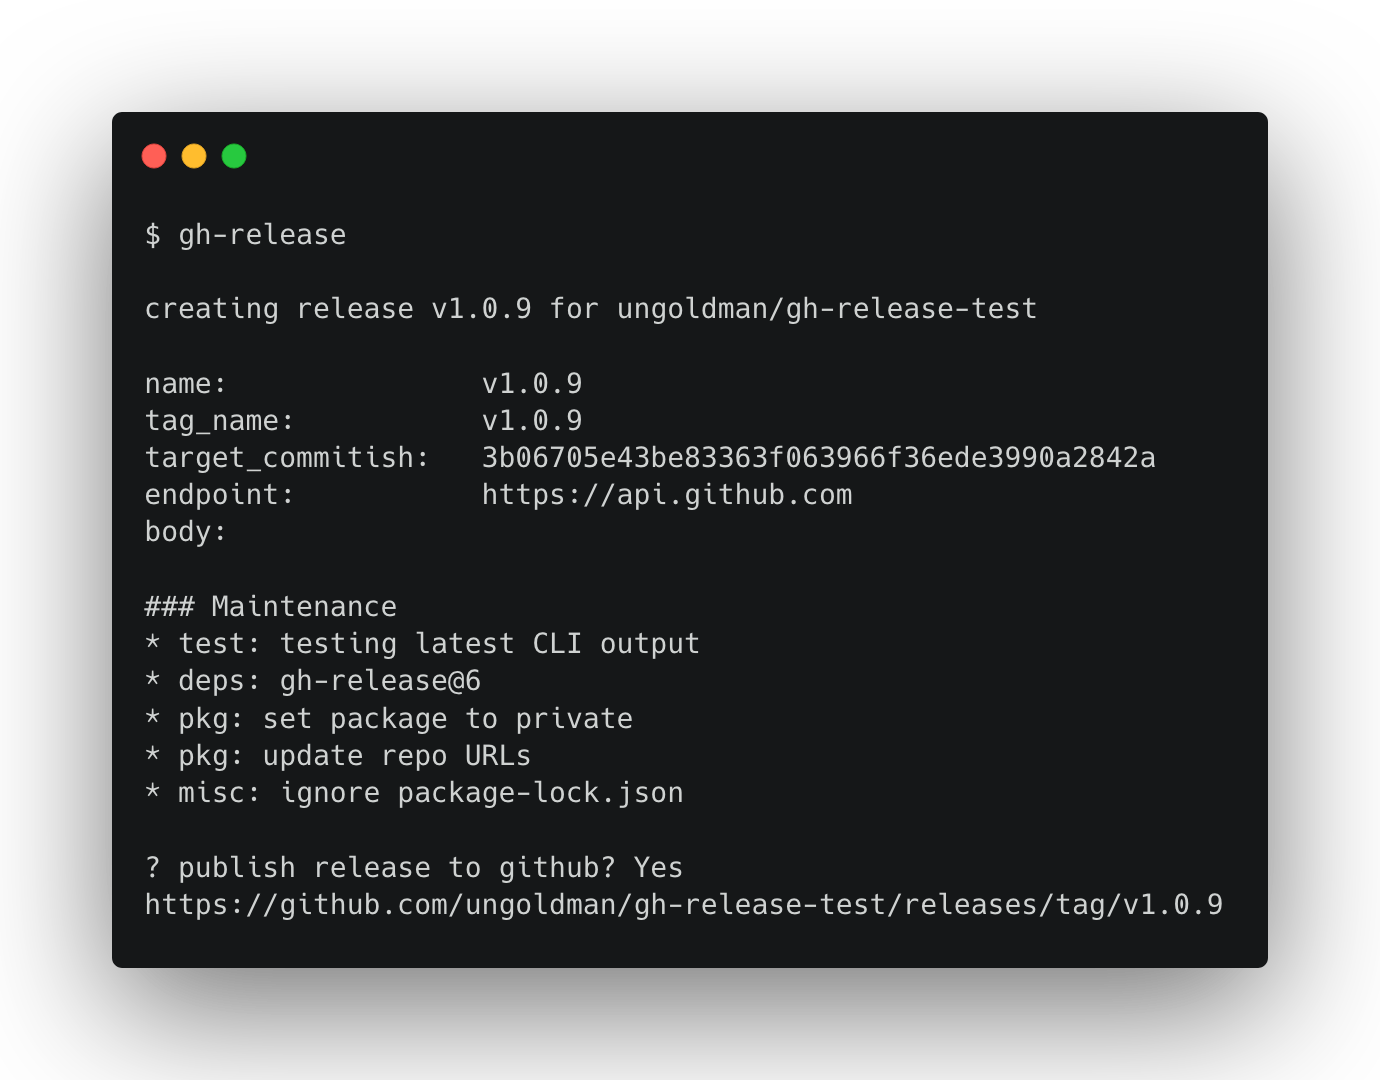 $ gh-release
creating release v1.0.9 for ungoldman/gh-release-test
name: v1.0.9
tag_name: v1.0.9
target_commitish: 3b06705e43be83363f063966f36ede3990a2842a
endpoint: https://api.github.com
body:
### Maintenance
* test: testing latest CLI output
* deps: gh-release@6
* pkg: set package to private
* pkg: update repo URLs
* misc: ignore package-lock.json
? publish release to github? Yes
https://github.com/ungoldman/gh-release-test/releases/tag/v1.0.9